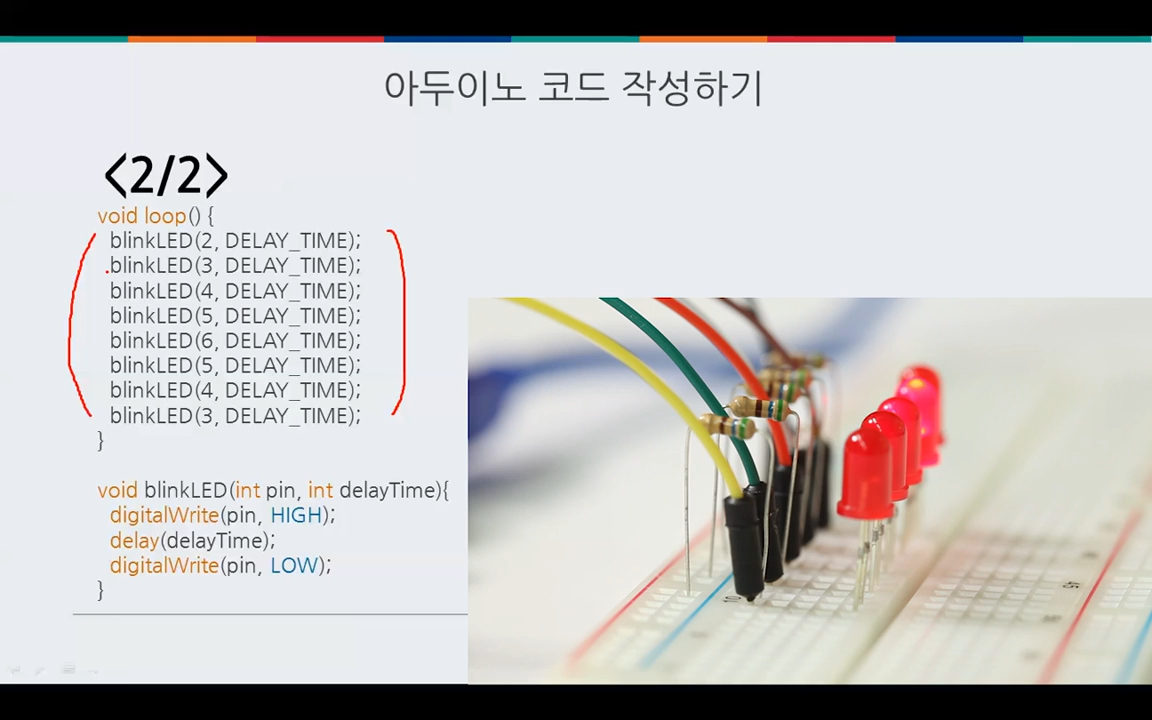 아두이노 코드 작성하기
<2/2>
void loop() {
blinkLED(2, DELAY_TIME);
blinkLED(3, DELAY_TIME);
blinkLED(4, DELAY_TIME);
blinkLED(5, DELAY_TIME);
blinkLED(6, DELAY_TIME);
blinkLED(5, DELAY_TIME);
blinkLED(4, DELAY_TIME);
blinkLED(3, DELAY_TIME);
}
void blinkLED(int pin, int delayTime){
digitalWrite(pin, HIGH);
delay(delayTime);
digitalWrite(pin, LOW);
}
45